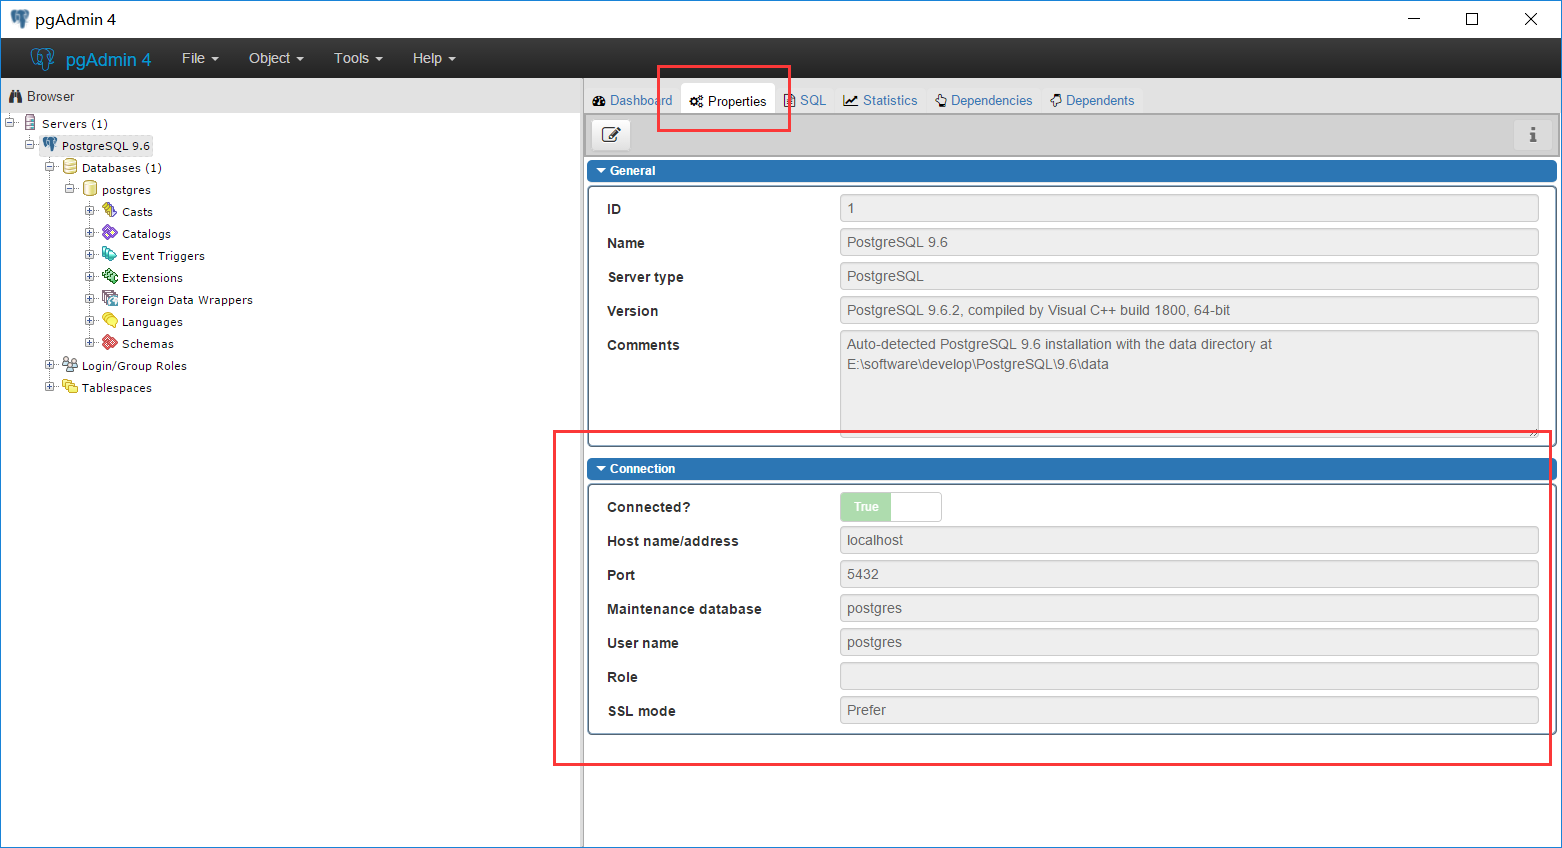 pgAdmin 4
pgAdmin 4 File Object Tools Help
Browser
Servers (1)
PostgreSQL 9.6
Databases (1)
postgres
Casts
Catalogs
Event Triggers
Extensions
Foreign Data Wrappers
Languages
Schemas
Login/Group Roles
Tablespaces
Dashboard Properties SQL Statistics Dependencies Dependents
General
ID 1
Name PostgreSQL 9.6
Server type PostgreSQL
Version PostgreSQL 9.6.2, compiled by Visual C++ build 1800, 64-bit
Comments Auto-detected PostgreSQL 9.6 installation with the data directory at
E:\software\develop\PostgreSQL\9.6\data
Connection
Connected? True
Host name/address localhost
Port 5432
Maintenance database postgres
User name postgres
Role
SSL mode Prefer